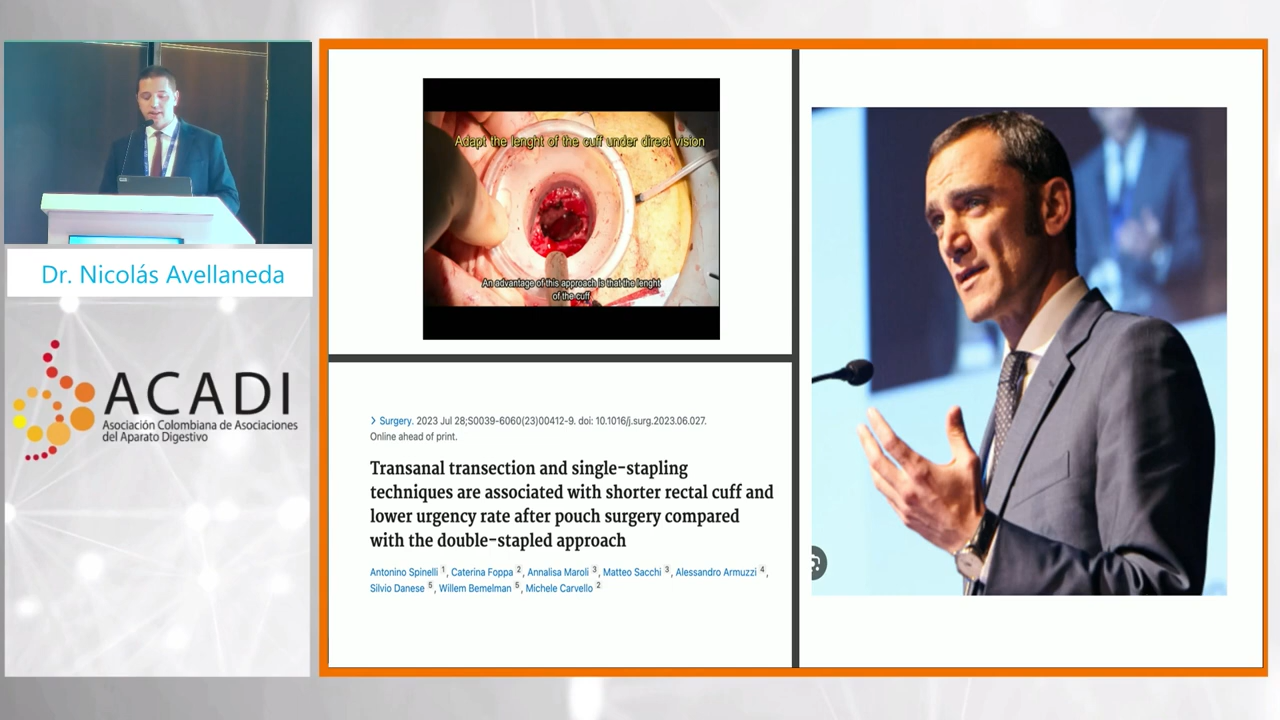 Dr. Nicolás Avellaneda
ACADI
Asociación Colombiana de Asociaciones
del Aparato Digestivo
Adapt the lenght of the cuff under direct vision
An advantage of this approach is that the lenght
of the cuff
> Surgery. 2023 Jul 28;S0039-6060(23)00412-9. doi: 10.1016/j.surg.2023.06.027.
Online ahead of print.
Transanal transection and single-stapling
techniques are associated with shorter rectal cuff and
lower urgency rate after pouch surgery compared
with the double-stapled approach
Antonino Spinelli 1, Caterina Foppa 2, Annalisa Maroli 3, Matteo Sacchi 3, Alessandro Armuzzi 4,
Silvio Danese 5, Willem Bemelman 5, Michele Carvello 2